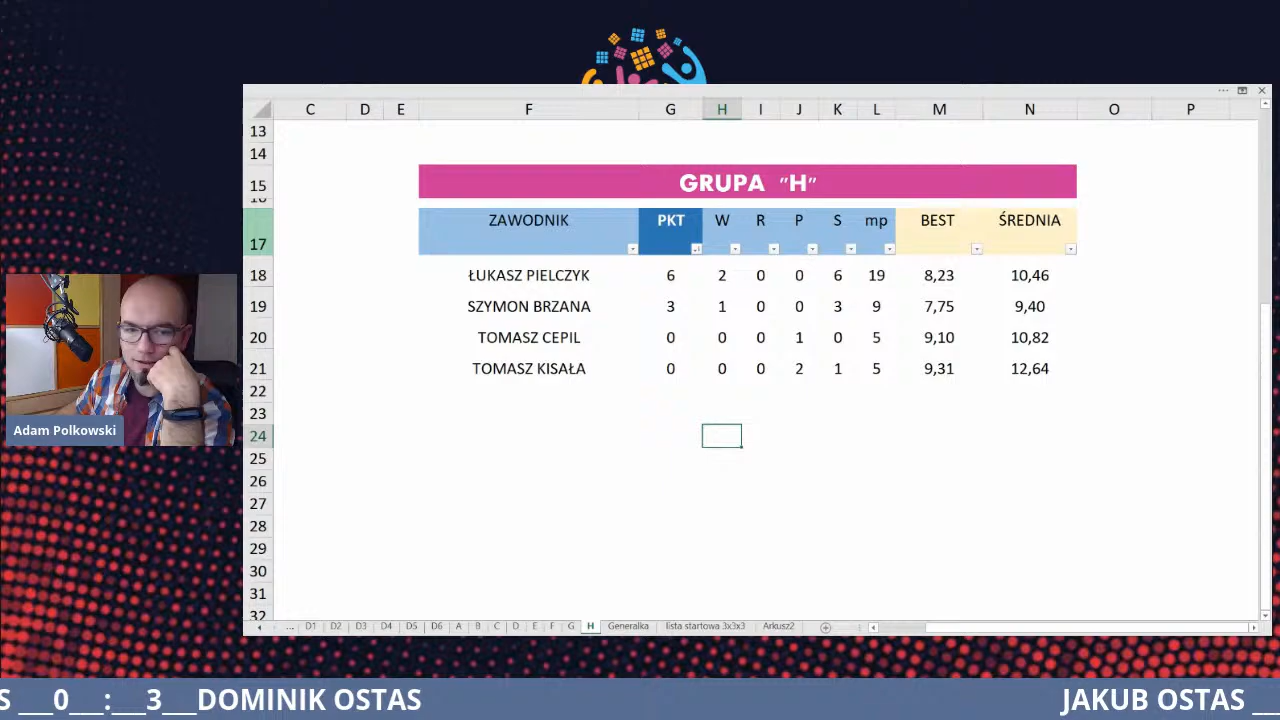 C D E F G H I J K L M N O P
13
14
15 GRUPA "H"
16
17 ZAWODNIK PKT W R P S mp BEST ŚREDNIA
18 ŁUKASZ PIELCZYK 6 2 0 0 6 19 8,23 10,46
19 SZYMON BRZANA 3 1 0 0 3 9 7,75 9,40
20 TOMASZ CEPIL 0 0 0 1 0 5 9,10 10,82
21 TOMASZ KISAŁA 0 0 0 2 1 5 9,31 12,64
22
23
24
25
26
27
28
29
30
31
32
Adam Polkowski
... D1 D2 D3 D4 D5 D6 A B C D E F G H Generalka lista startowa 3x3x3 Arkusz2
S __0__:__3__DOMINIK OSTAS JAKUB OSTAS __